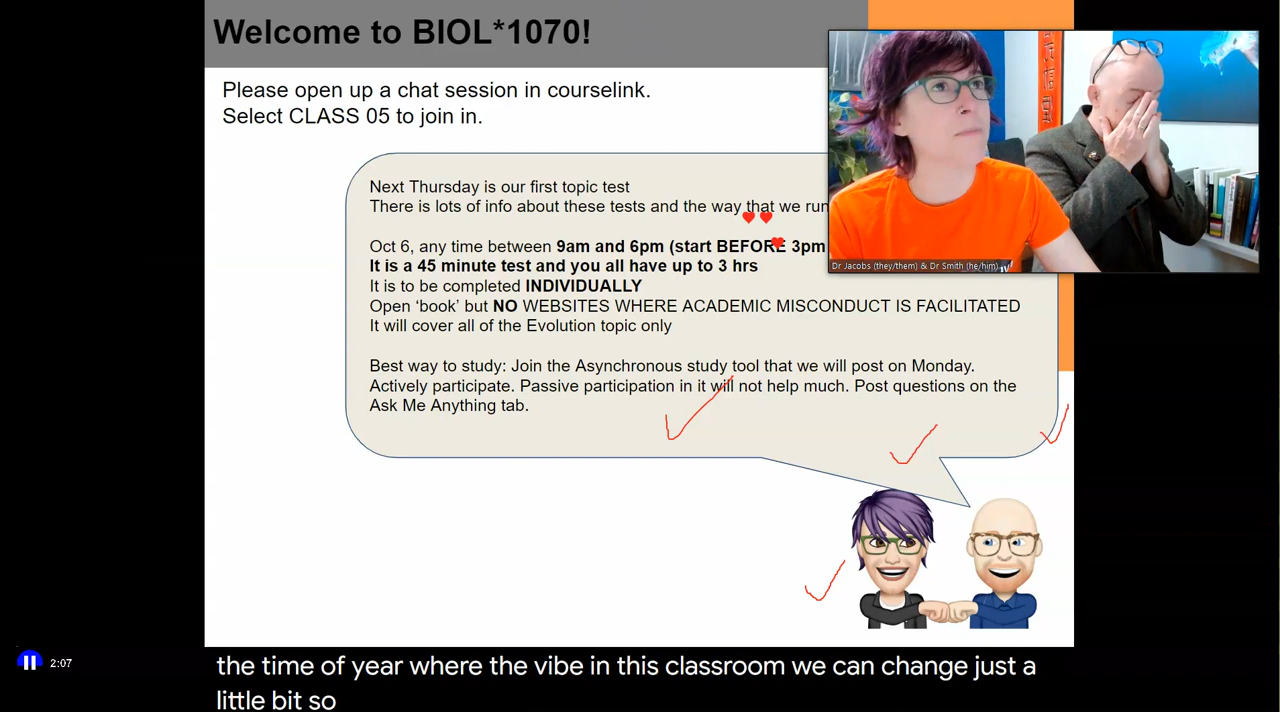 Welcome to BIOL*1070!
Please open up a chat session in courselink.
Select CLASS 05 to join in.
Next Thursday is our first topic test
There is lots of info about these tests and the way that we run
Oct 6, any time between 9am and 6pm (start BEFORE 3pm
It is a 45 minute test and you all have up to 3 hrs
It is to be completed INDIVIDUALLY
Open ‘book’ but NO WEBSITES WHERE ACADEMIC MISCONDUCT IS FACILITATED
It will cover all of the Evolution topic only
Best way to study: Join the Asynchronous study tool that we will post on Monday.
Actively participate. Passive participation in it will not help much. Post questions on the
Ask Me Anything tab.
Dr Jacobs (they/them) & Dr Smith (he/him)
2:07
the time of year where the vibe in this classroom we can change just a
little bit so